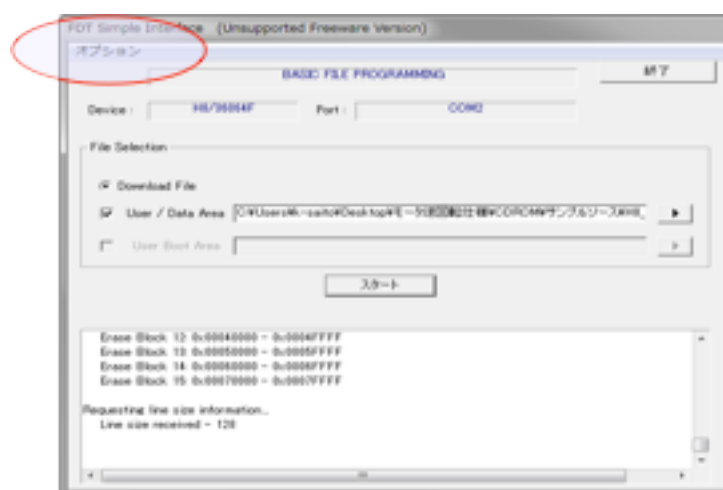 FDT Simple Interface (Unsupported Freeware Version)
オプション
BASIC FILE PROGRAMMING
終了
Device : Port : COM2
File Selection
Download File
User / Data Area
User Boot Area
スタート
Erase Block 12 0x00040000 - 0x0004FFFF
Erase Block 13 0x00050000 - 0x0005FFFF
Erase Block 14 0x00060000 - 0x0006FFFF
Erase Block 15 0x00070000 - 0x0007FFFF
Requesting line size information…
Line size received - 128